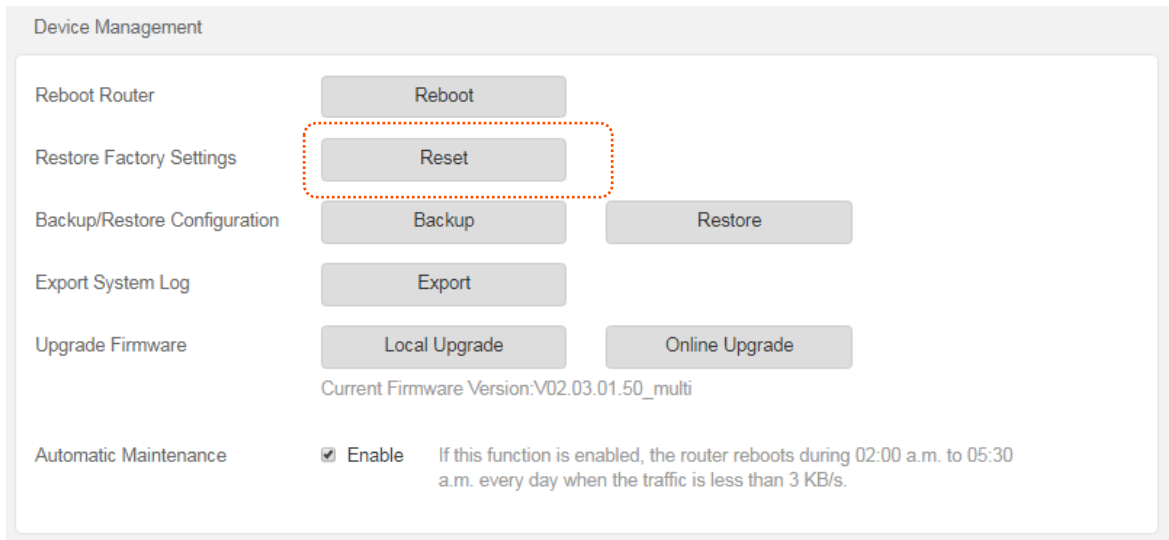 Device Management
Reboot Router Reboot
Restore Factory Settings Reset
Backup/Restore Configuration Backup Restore
Export System Log Export
Upgrade Firmware Local Upgrade Online Upgrade
Current Firmware Version:V02.03.01.50_multi
Automatic Maintenance Enable If this function is enabled, the router reboots during 02:00 a.m. to 05:30
a.m. every day when the traffic is less than 3 KB/s.